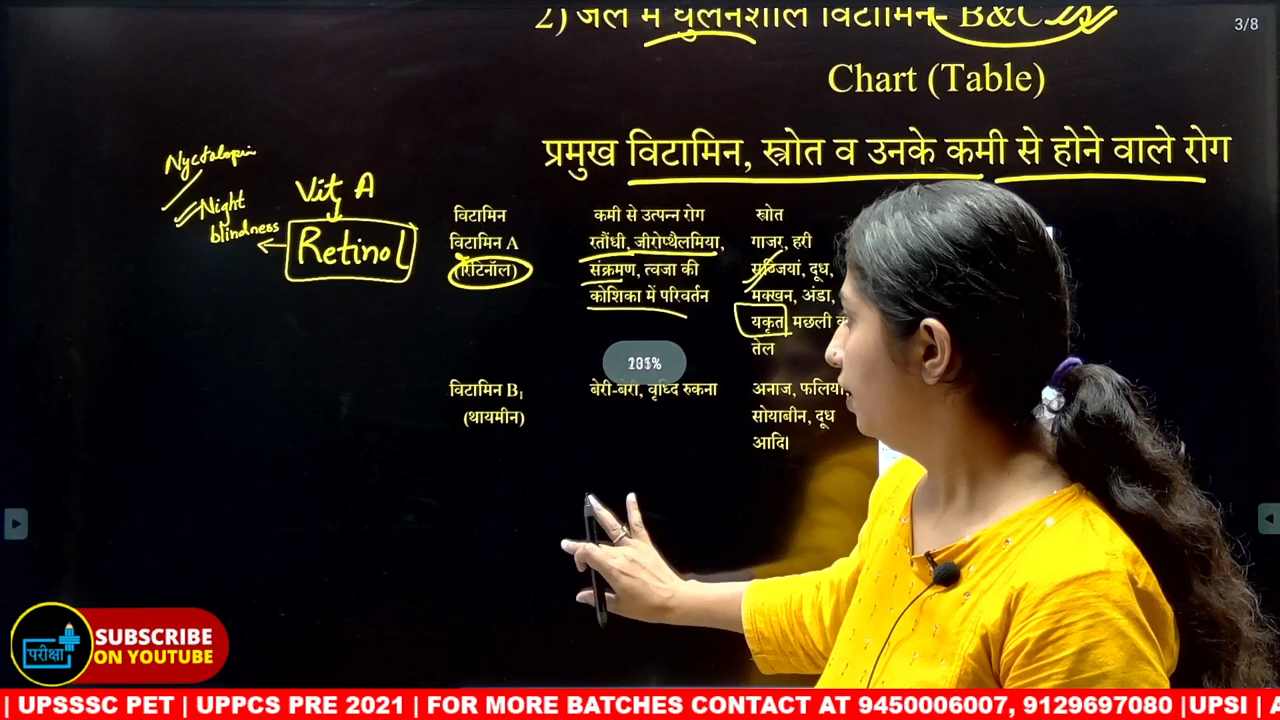 2) जल में घुलनशील विटामिन- B&C
3/8
Chart (Table)
प्रमुख विटामिन, स्त्रोत व उनके कमी से होने वाले रोग
Nyctalopia
Night
blindness
Vit A
Retinol
विटामिन कमी से उत्पन्न रोग स्त्रोत
विटामिन A रतौंधी, जीरोप्थैलमिया, गाजर, हरी
(रेटिनॉल) संक्रमण, त्वजा की सब्जियां, दूध,
कोशिका में परिवर्तन मक्खन, अंडा,
यकृत मछली
तेल
विटामिन B₁ बेरी-बेरी, वृध्दि रुकना अनाज, फलिया
(थायमीन) सोयाबीन, दूध
आदि।
परीक्षा
SUBSCRIBE
ON YOUTUBE
| UPSSSC PET | UPPCS PRE 2021 | FOR MORE BATCHES CONTACT AT 9450006007, 9129697080 |UPSI |